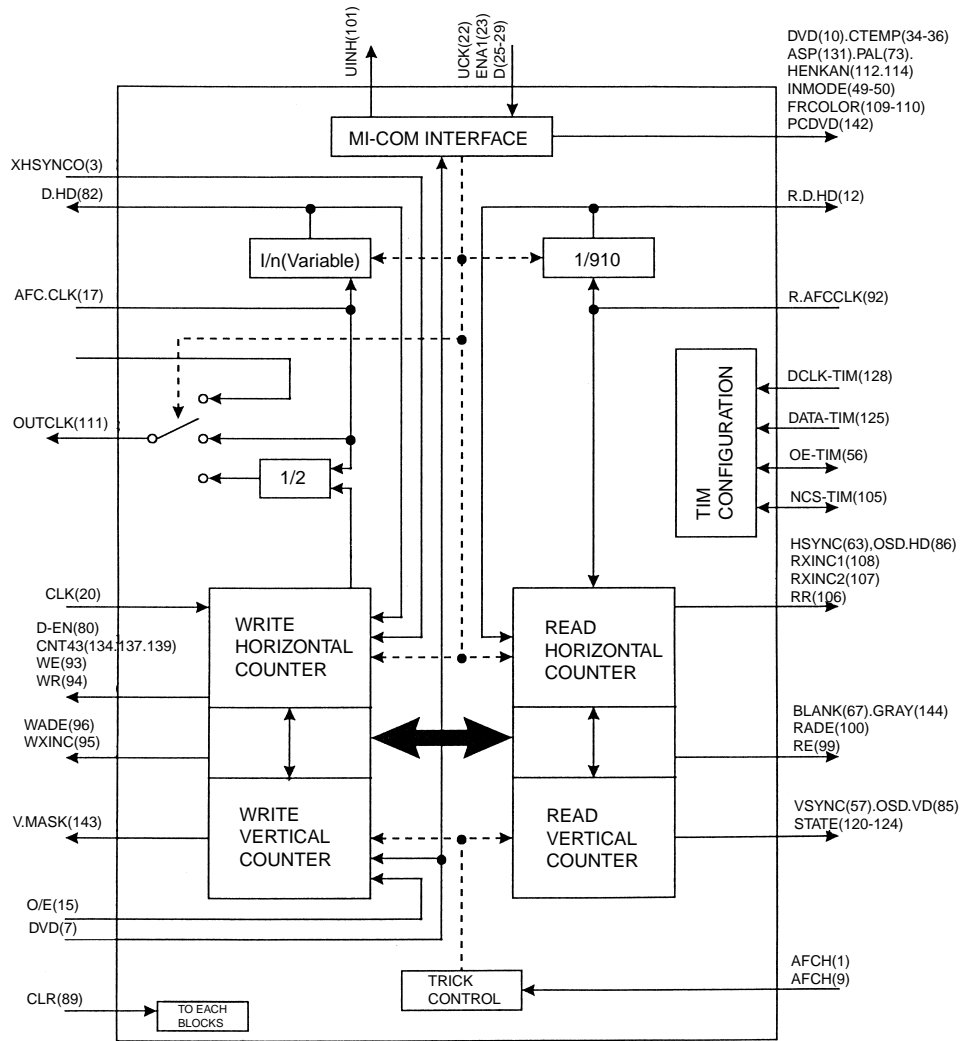 UINH(101)
UCK(22)
ENA1(23)
D(25-29)
DVD(10).CTEMP(34-36)
ASP(131).PAL(73).
HENKAN(112.114)
INMODE(49-50)
FRCOLOR(109-110)
PCDVD(142)
MI-COM INTERFACE
XHSYNCO(3)
D.HD(82)
R.D.HD(12)
I/n(Variable)
1/910
AFC.CLK(17)
R.AFCCLK(92)
TIM
CONFIGURATION
DCLK-TIM(128)
DATA-TIM(125)
OE-TIM(56)
NCS-TIM(105)
OUTCLK(111)
1/2
HSYNC(63),OSD.HD(86)
RXINC1(108)
RXINC2(107)
RR(106)
CLK(20)
D-EN(80)
CNT43(134.137.139)
WE(93)
WR(94)
WRITE
HORIZONTAL
COUNTER
READ
HORIZONTAL
COUNTER
WADE(96)
WXINC(95)
BLANK(67).GRAY(144)
RADE(100)
RE(99)
V.MASK(143)
WRITE
VERTICAL
COUNTER
READ
VERTICAL
COUNTER
VSYNC(57).OSD.VD(85)
STATE(120-124)
O/E(15)
DVD(7)
TRICK
CONTROL
AFCH(1)
AFCH(9)
CLR(89)
TO EACH
BLOCKS